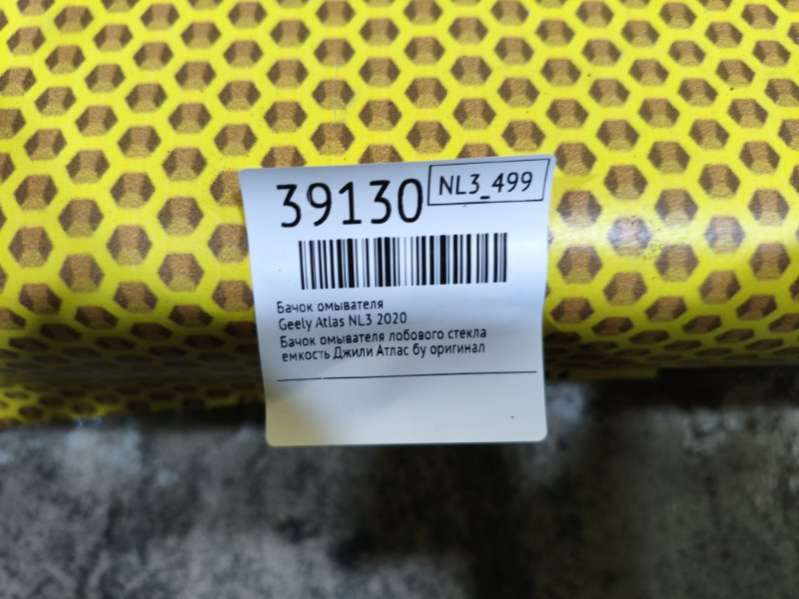 39130
NL3_499
Бачок омывателя
Geely Atlas NL3 2020
Бачок омывателя лобового стекла
емкость Джили Атлас бу оригинал